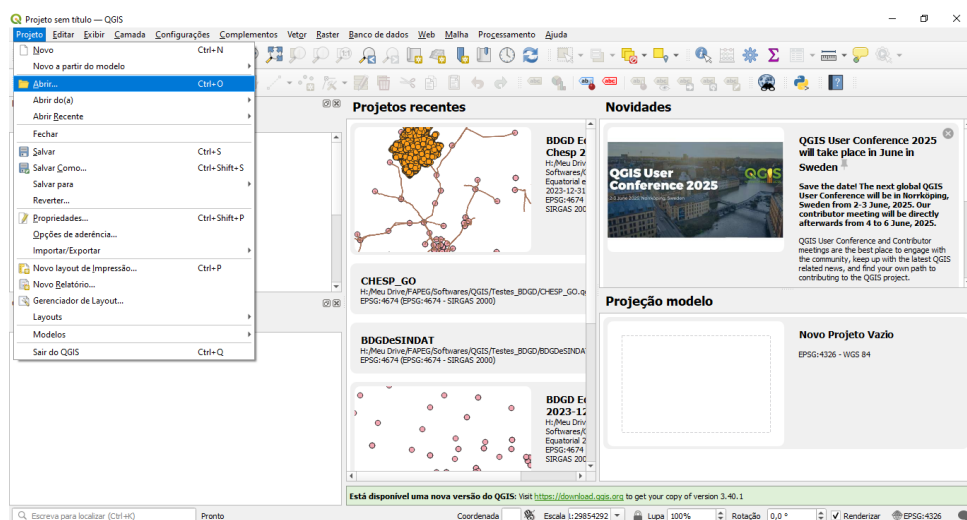 Projeto sem título — QGIS
Projeto Editar Exibir Camada Configurações Complementos Vetor Raster Banco de dados Web Malha Processamento Ajuda
Novo Ctrl+N
Novo a partir do modelo
Abrir... Ctrl+O
Abrir do(a)
Abrir Recente
Fechar
Salvar Ctrl+S
Salvar Como... Ctrl+Shift+S
Salvar para
Reverter...
Propriedades... Ctrl+Shift+P
Opções de aderência...
Importar/Exportar
Novo layout de Impressão... Ctrl+P
Novo Relatório...
Gerenciador de Layout...
Layouts
Modelos
Sair do QGIS Ctrl+Q
Projetos recentes
BDGD Ec
Chesp 2
H:/Meu Driv
Softwares/C
Equatorial e
2023-12-31
EPSG:4674
SIRGAS 200
CHESP_GO
H:/Meu Drive/FAPEG/Softwares/QGIS/Testes_BDGD/CHESP_GO.q
EPSG:4674 (EPSG:4674 - SIRGAS 2000)
BDGDeSINDAT
H:/Meu Drive/FAPEG/Softwares/QGIS/Testes_BDGD/BDGDeSINDA
EPSG:4674 (EPSG:4674 - SIRGAS 2000)
BDGD Ec
2023-12
H:/Meu Driv
Softwares/C
Equatorial 2
EPSG:4674
SIRGAS 200
Novidades
QGIS User
Conference 2025
2-3 June 2025, Norrköping, Sweden
QGIS
QGIS User Conference 2025
will take place in June in
Sweden
Save the date! The next global QGIS
User Conference will be in Norrköping,
Sweden from 2-3 June, 2025. Our
contributor meeting will be directly
afterwards from 4 to 6 June, 2025.
QGIS User Conference and Contributor
meetings are the best place to engage with
the community, keep up with the latest QGIS
related news, and find your own path to
contributing to the QGIS project.
Projeção modelo
Novo Projeto Vazio
EPSG:4326 - WGS 84
Está disponível uma nova versão do QGIS: Visit https://download.qgis.org to get your copy of version 3.40.1
Escreva para localizar (Ctrl+K) Pronto Coordenada Escala 1:29854292 Lupa 100% Rotação 0,0 ° Renderizar EPSG:4326